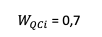 W_QCi = 0,7